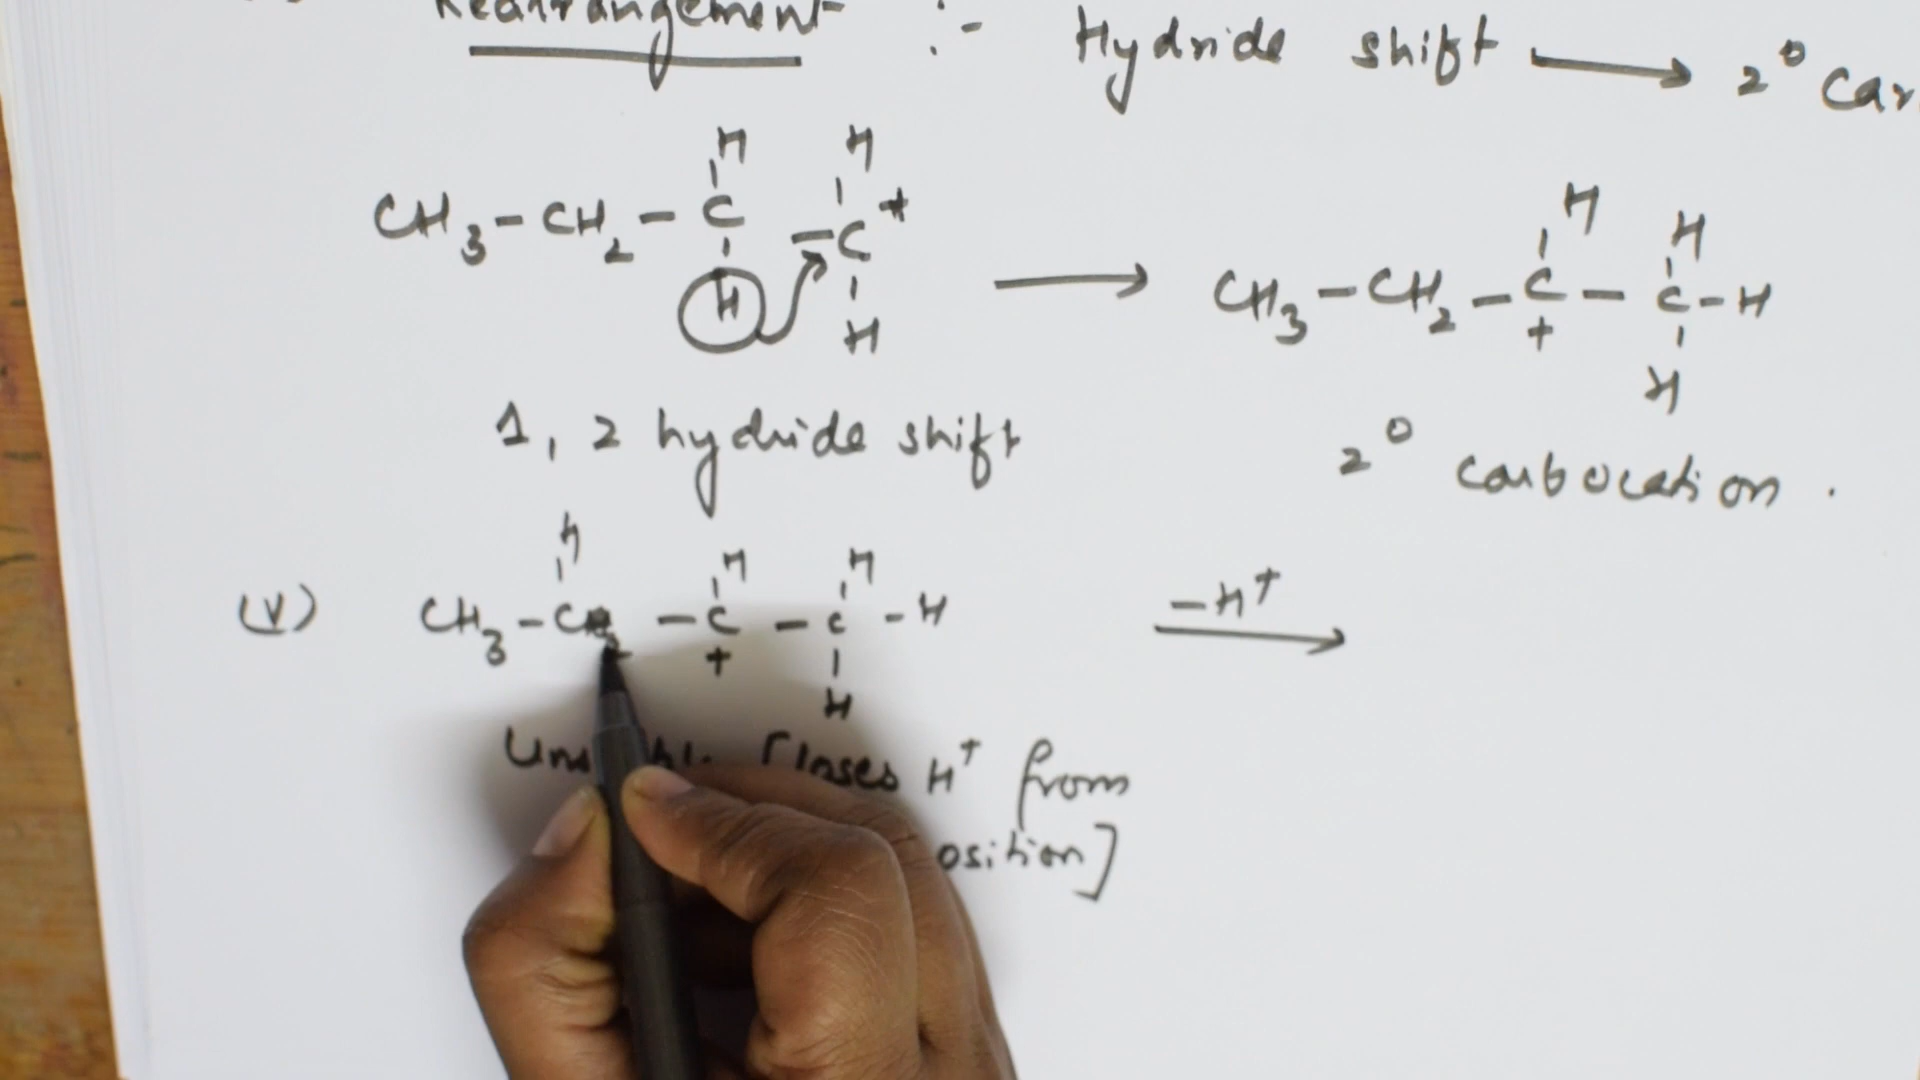 Rearrangement :- Hydride shift ⟶ 2° Car
H H
CH3 - CH2 - C - C+ ⟶ CH3 - CH2 - C - C - H
H H
H H + H
1, 2 hydride shift
2° carbocation.
H H H
(V) CH3 - C - C - C - H -H+ ⟶
+ H
[loses H+ from
osition]